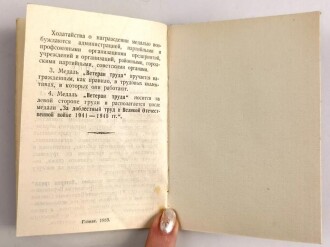 Ходатайства о награждении медалью воз-
буждаются администрацией, партийными и
профсоюзными организациями предприятий,
учреждений и организаций, районными, город-
скими партийными, советскими органами.
3. Медаль „Ветеран труда" вручается на-
гражденным, как правило, в трудовых коллек-
тивах, в которых они работают.
4. Медаль „Ветеран труда" носится на
левой стороне груди и располагается после
медали „За доблестный труд в Великой Отечест-
венной войне 1941—1945 гг.".
Гознак. 1985.